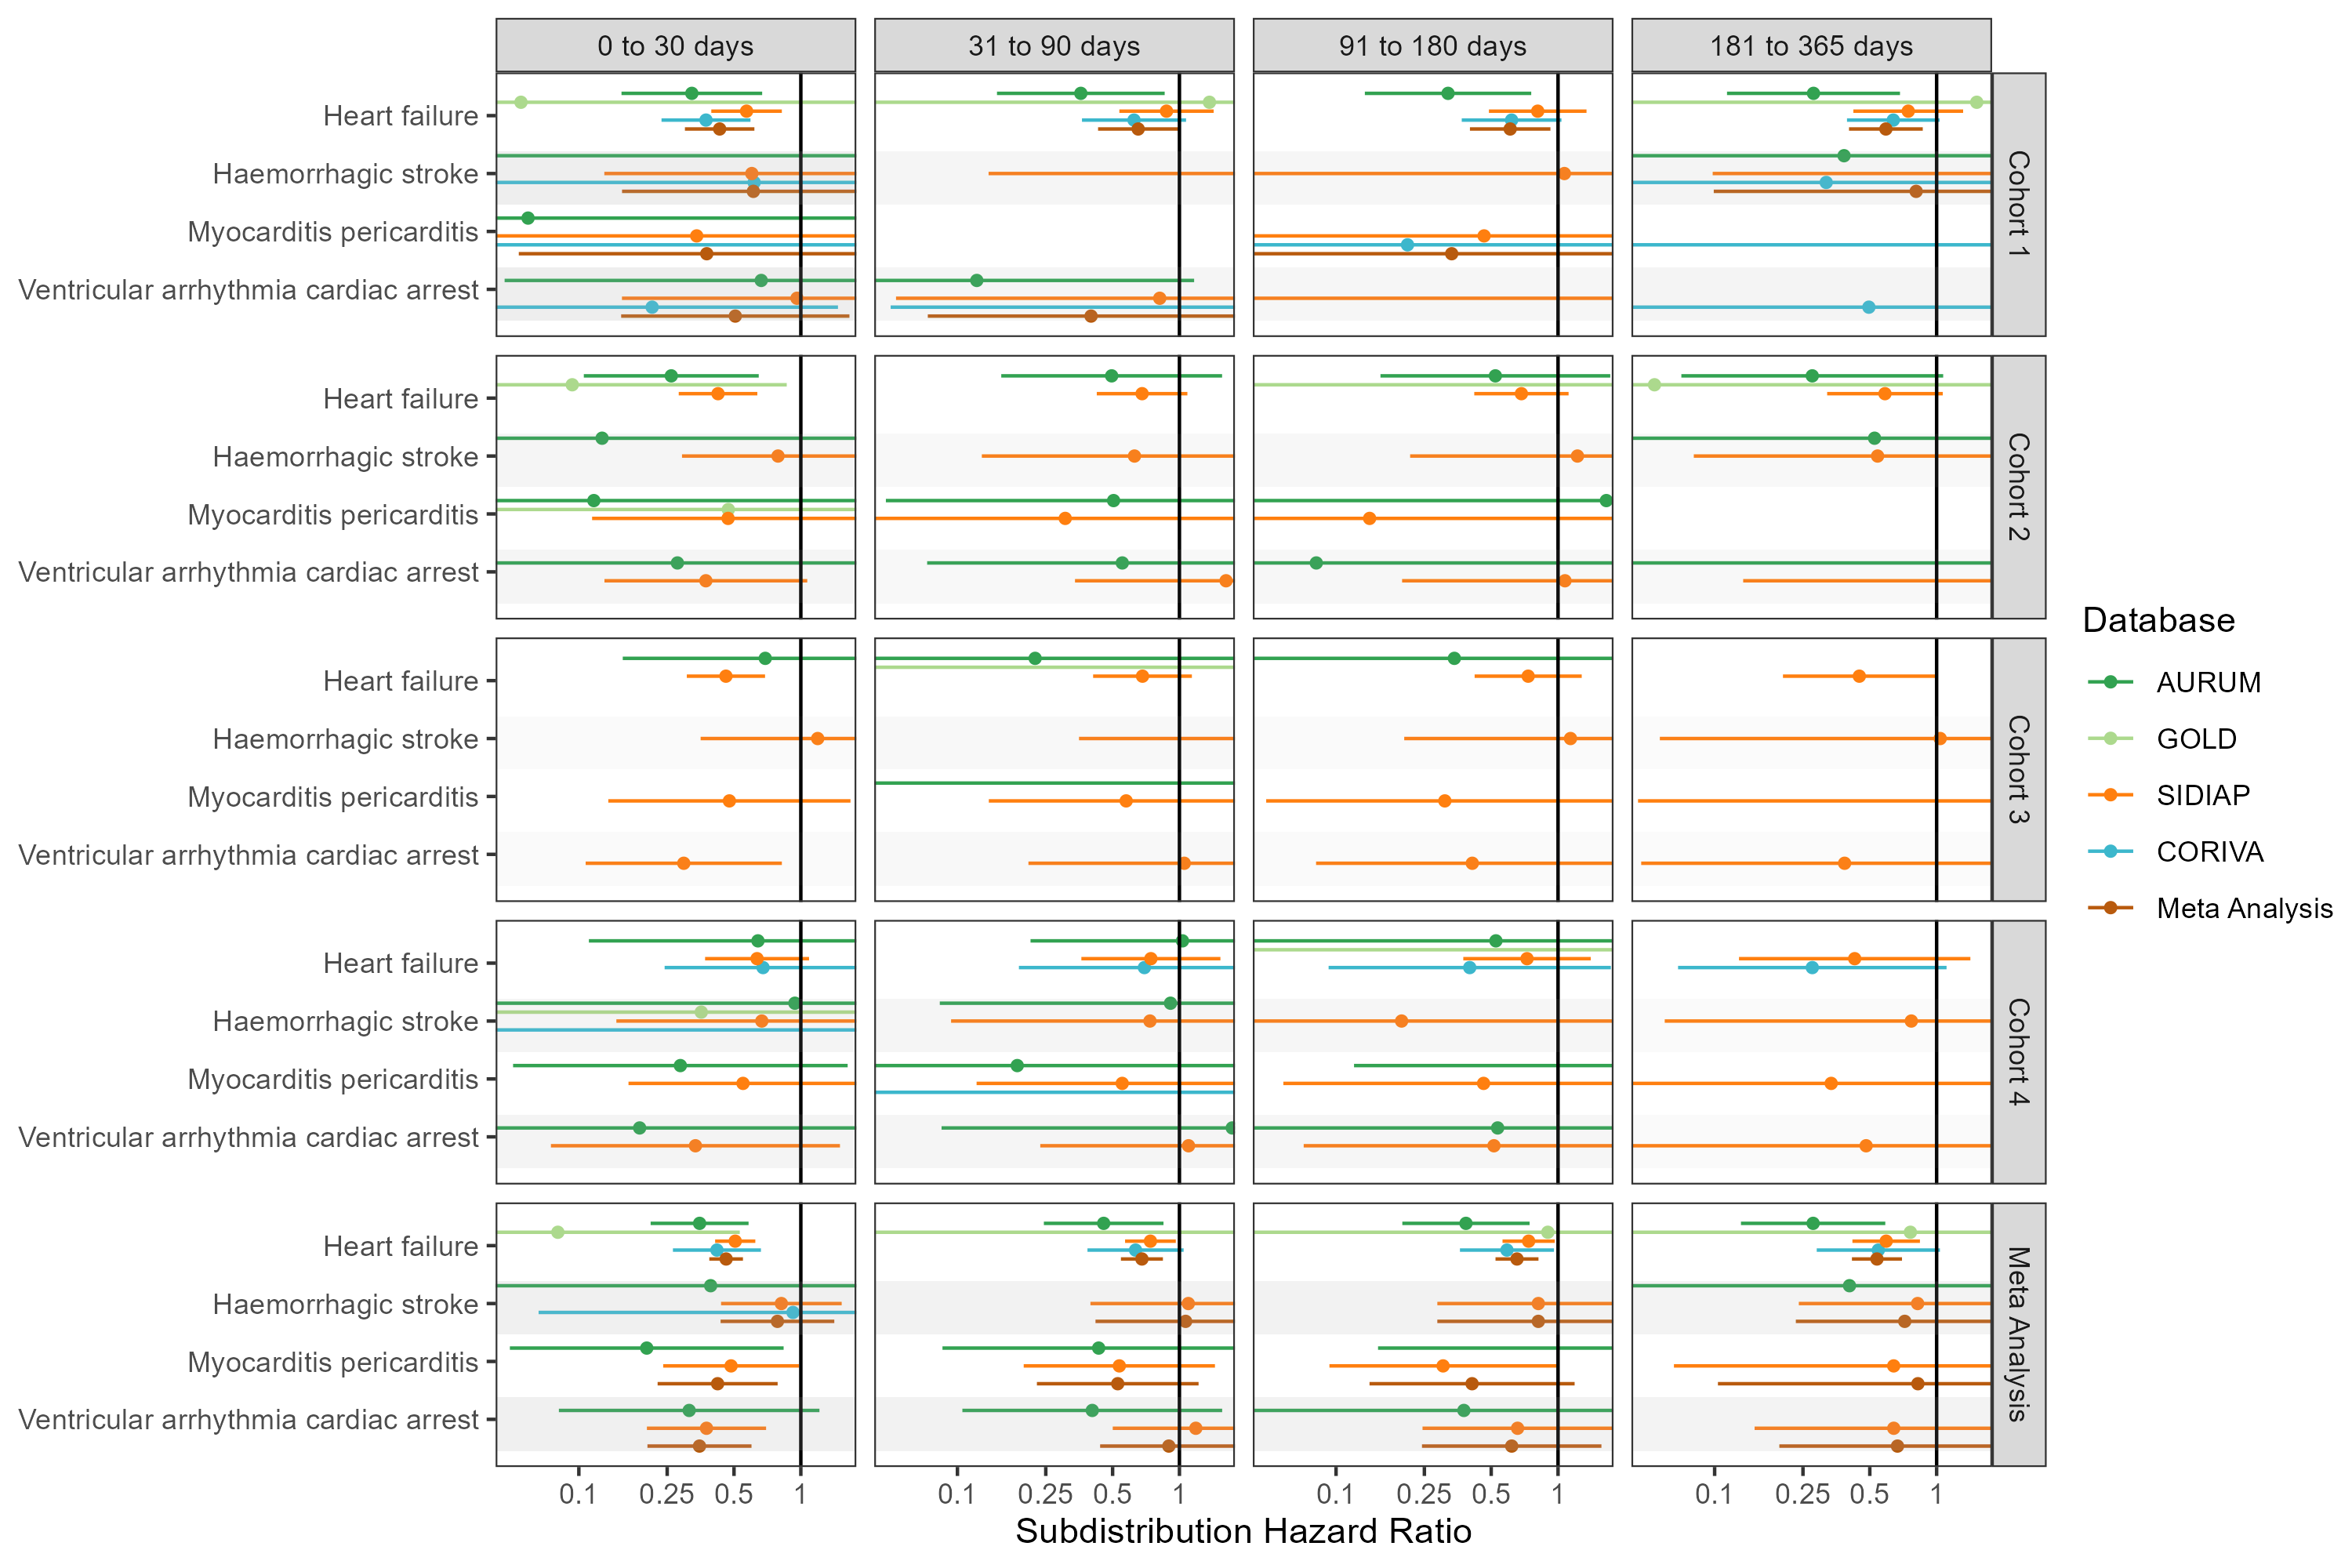 0 to 30 days 31 to 90 days 91 to 180 days 181 to 365 days
Heart failure
Haemorrhagic stroke
Myocarditis pericarditis
Ventricular arrhythmia cardiac arrest
Cohort 1
Heart failure
Haemorrhagic stroke
Myocarditis pericarditis
Ventricular arrhythmia cardiac arrest
Cohort 2
Heart failure
Haemorrhagic stroke
Myocarditis pericarditis
Ventricular arrhythmia cardiac arrest
Cohort 3
Heart failure
Haemorrhagic stroke
Myocarditis pericarditis
Ventricular arrhythmia cardiac arrest
Cohort 4
Heart failure
Haemorrhagic stroke
Myocarditis pericarditis
Ventricular arrhythmia cardiac arrest
Meta Analysis
0.1 0.25 0.5 1 0.1 0.25 0.5 1 0.1 0.25 0.5 1 0.1 0.25 0.5 1
Subdistribution Hazard Ratio
Database
AURUM
GOLD
SIDIAP
CORIVA
Meta Analysis